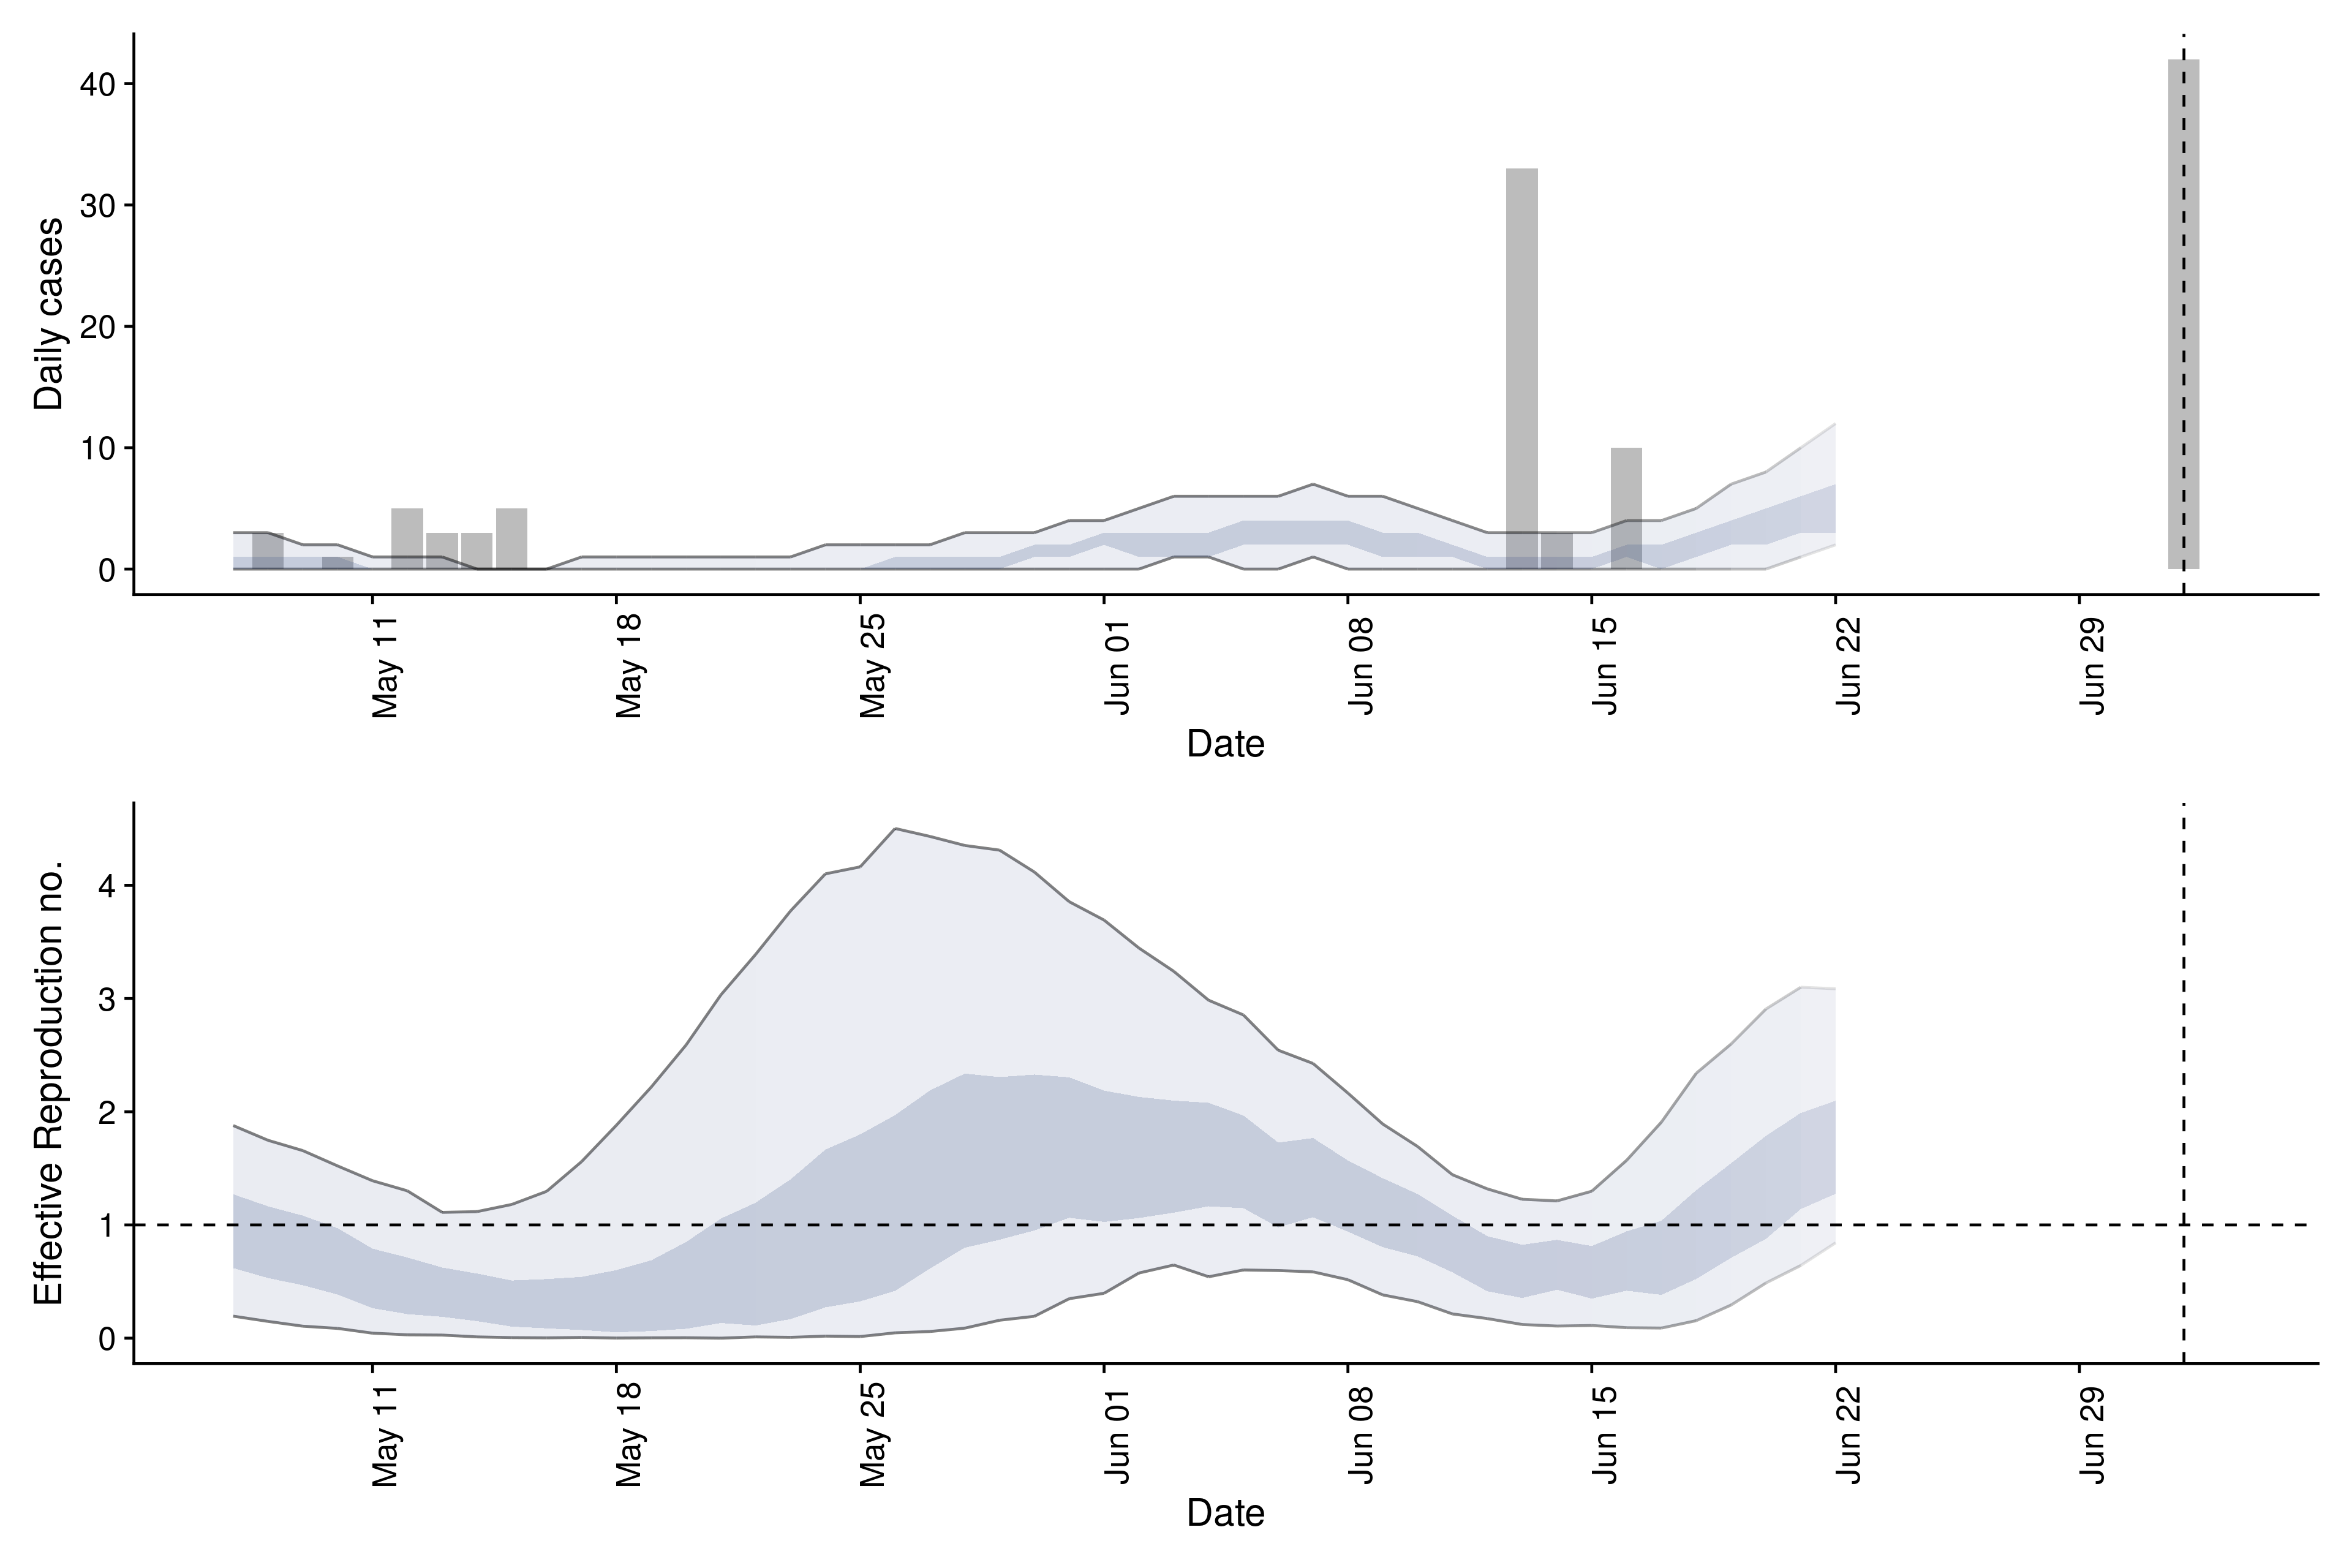 Daily cases
40
30
20
10
0
May 11
May 18
May 25
Jun 01
Jun 08
Jun 15
Jun 22
Jun 29
Date
Effective Reproduction no.
4
3
2
1
0
May 11
May 18
May 25
Jun 01
Jun 08
Jun 15
Jun 22
Jun 29
Date